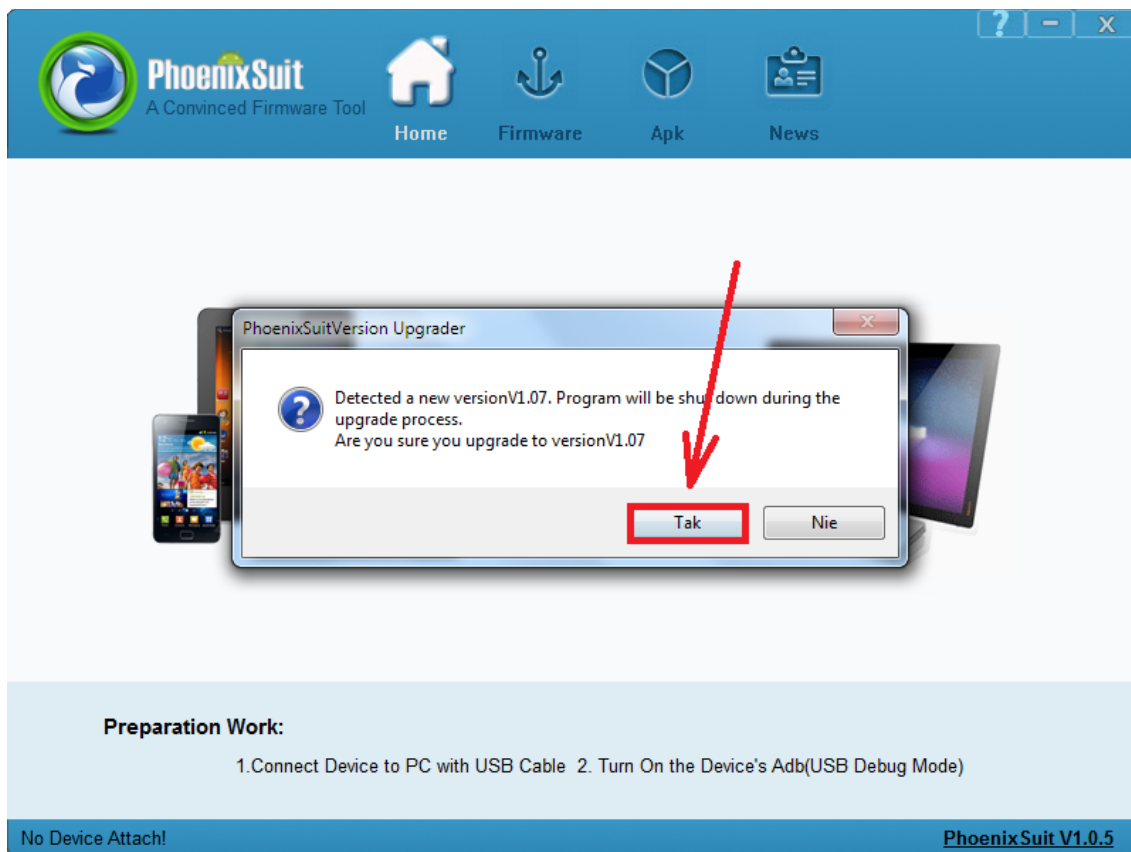 ?
PhoenixSuit
A Convinced Firmware Tool
Home
Firmware
Apk
News
PhoenixSuitVersion Upgrader
Detected a new versionV1.07. Program will be shut down during the
upgrade process.
Are you sure you upgrade to versionV1.07
Tak
Nie
Preparation Work:
1.Connect Device to PC with USB Cable 2. Turn On the Device's Adb(USB Debug Mode)
No Device Attach!
PhoenixSuit V1.0.5